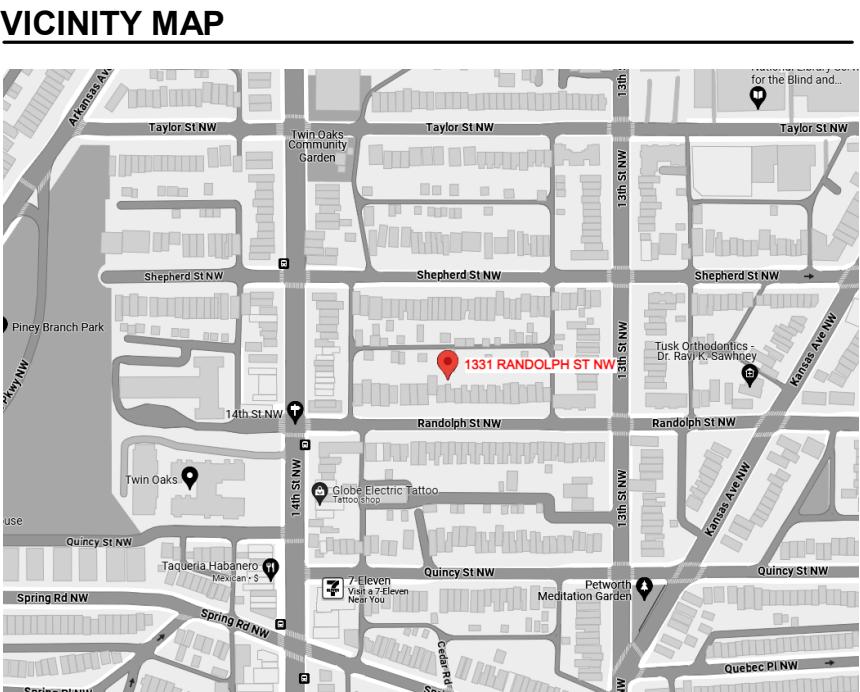 VICINITY MAP
for the Blind and...
Arkansas Av
13th
Taylor St NW
Taylor St NW
Taylor St NW
Twin Oaks
Community
Garden
13th St NW
Shepherd St NW
Shepherd St NW
Shepherd St NW
Piney Branch Park
Pkwy NW
13th St NW
Tusk Orthodontics -
Dr. Ravi K. Sawhney
Kansas Ave NW
1331 RANDOLPH ST NW
14th St NW
Randolph St NW
Randolph St NW
14th St NW
13th St NW
Kansas Ave NW
Twin Oaks
Globe Electric Tattoo
Tattoo shop
Quincy St NW
Taqueria Habanero
Mexican · $
7-Eleven
Visit a 7-Eleven
Near You
Quincy St NW
Quincy St NW
Petworth
Meditation Garden
Spring Rd NW
Spring Rd NW
Cedar Rd
Quebec Pl NW
NW